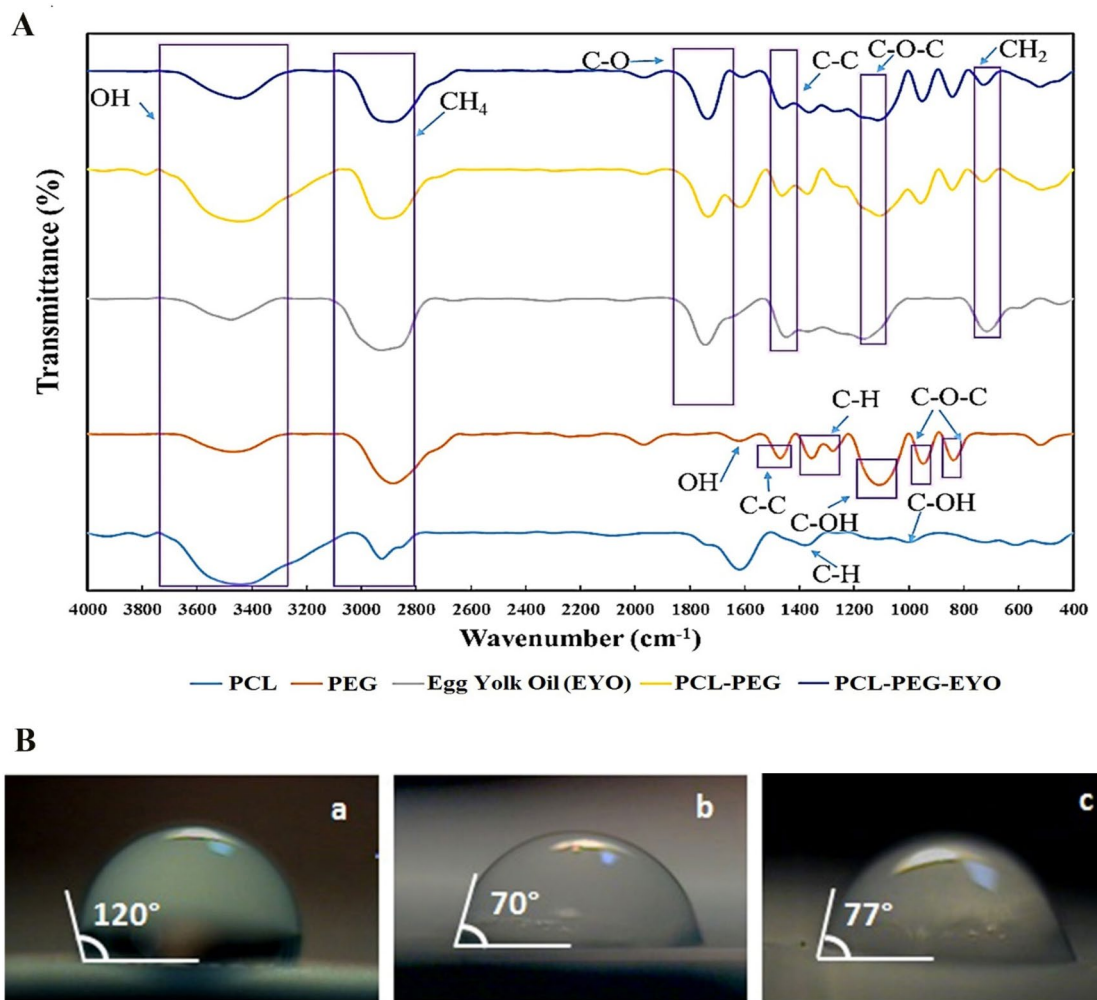 A
C-O
C-C
C-O-C
CH₂
OH
CH₄
Transmittance (%)
C-H
C-O-C
OH
C-C
C-OH
C-OH
C-H
4000 3800 3600 3400 3200 3000 2800 2600 2400 2200 2000 1800 1600 1400 1200 1000 800 600 400
Wavenumber (cm⁻¹)
PCL PEG Egg Yolk Oil (EYO) PCL-PEG PCL-PEG-EYO
B
a b c
120° 70° 77°